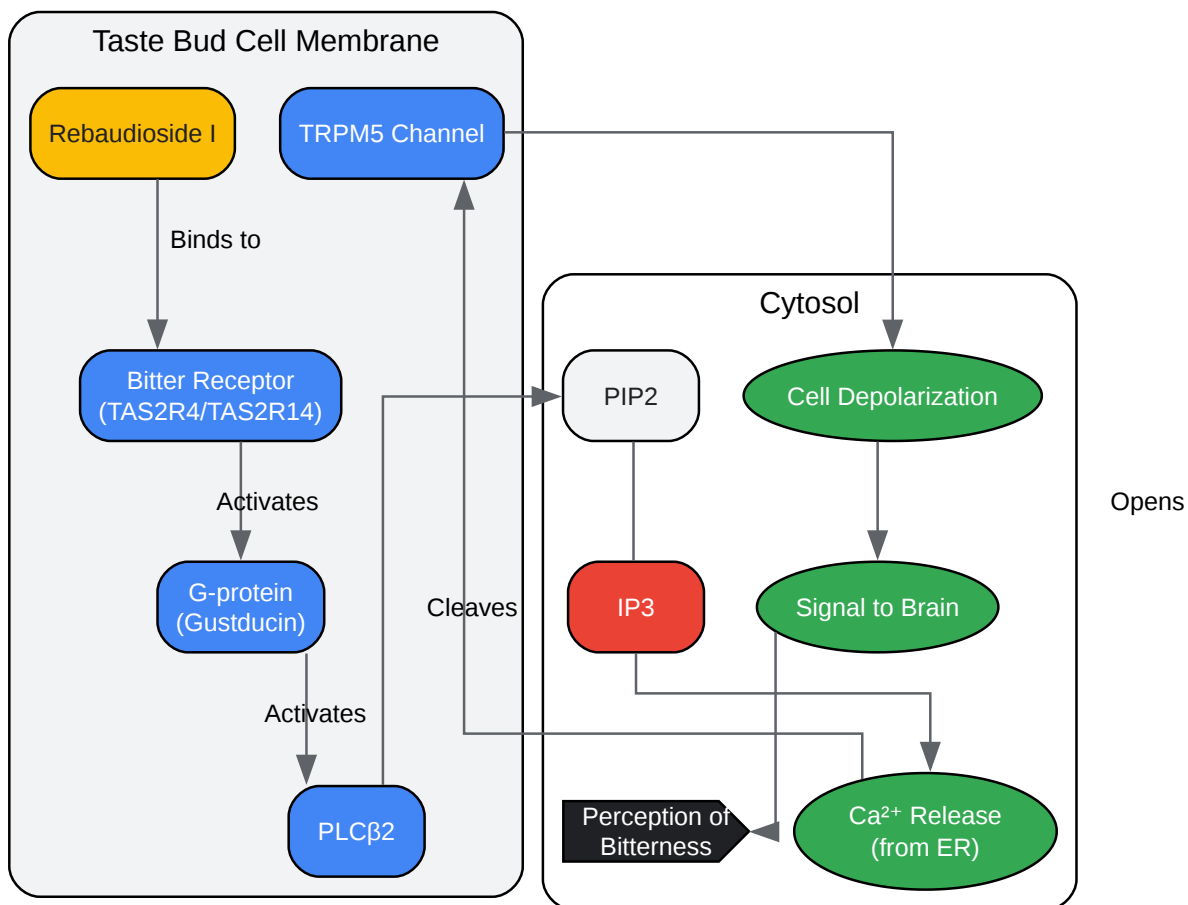 Taste Bud Cell Membrane
Rebaudioside I
TRPM5 Channel
Binds to
Bitter Receptor
(TAS2R4/TAS2R14)
Activates
G-protein
(Gustducin)
Activates
PLCβ2
Cleaves
Cytosol
PIP2
Cell Depolarization
IP3
Signal to Brain
Perception of
Bitterness
Ca²⁺ Release
(from ER)
Opens